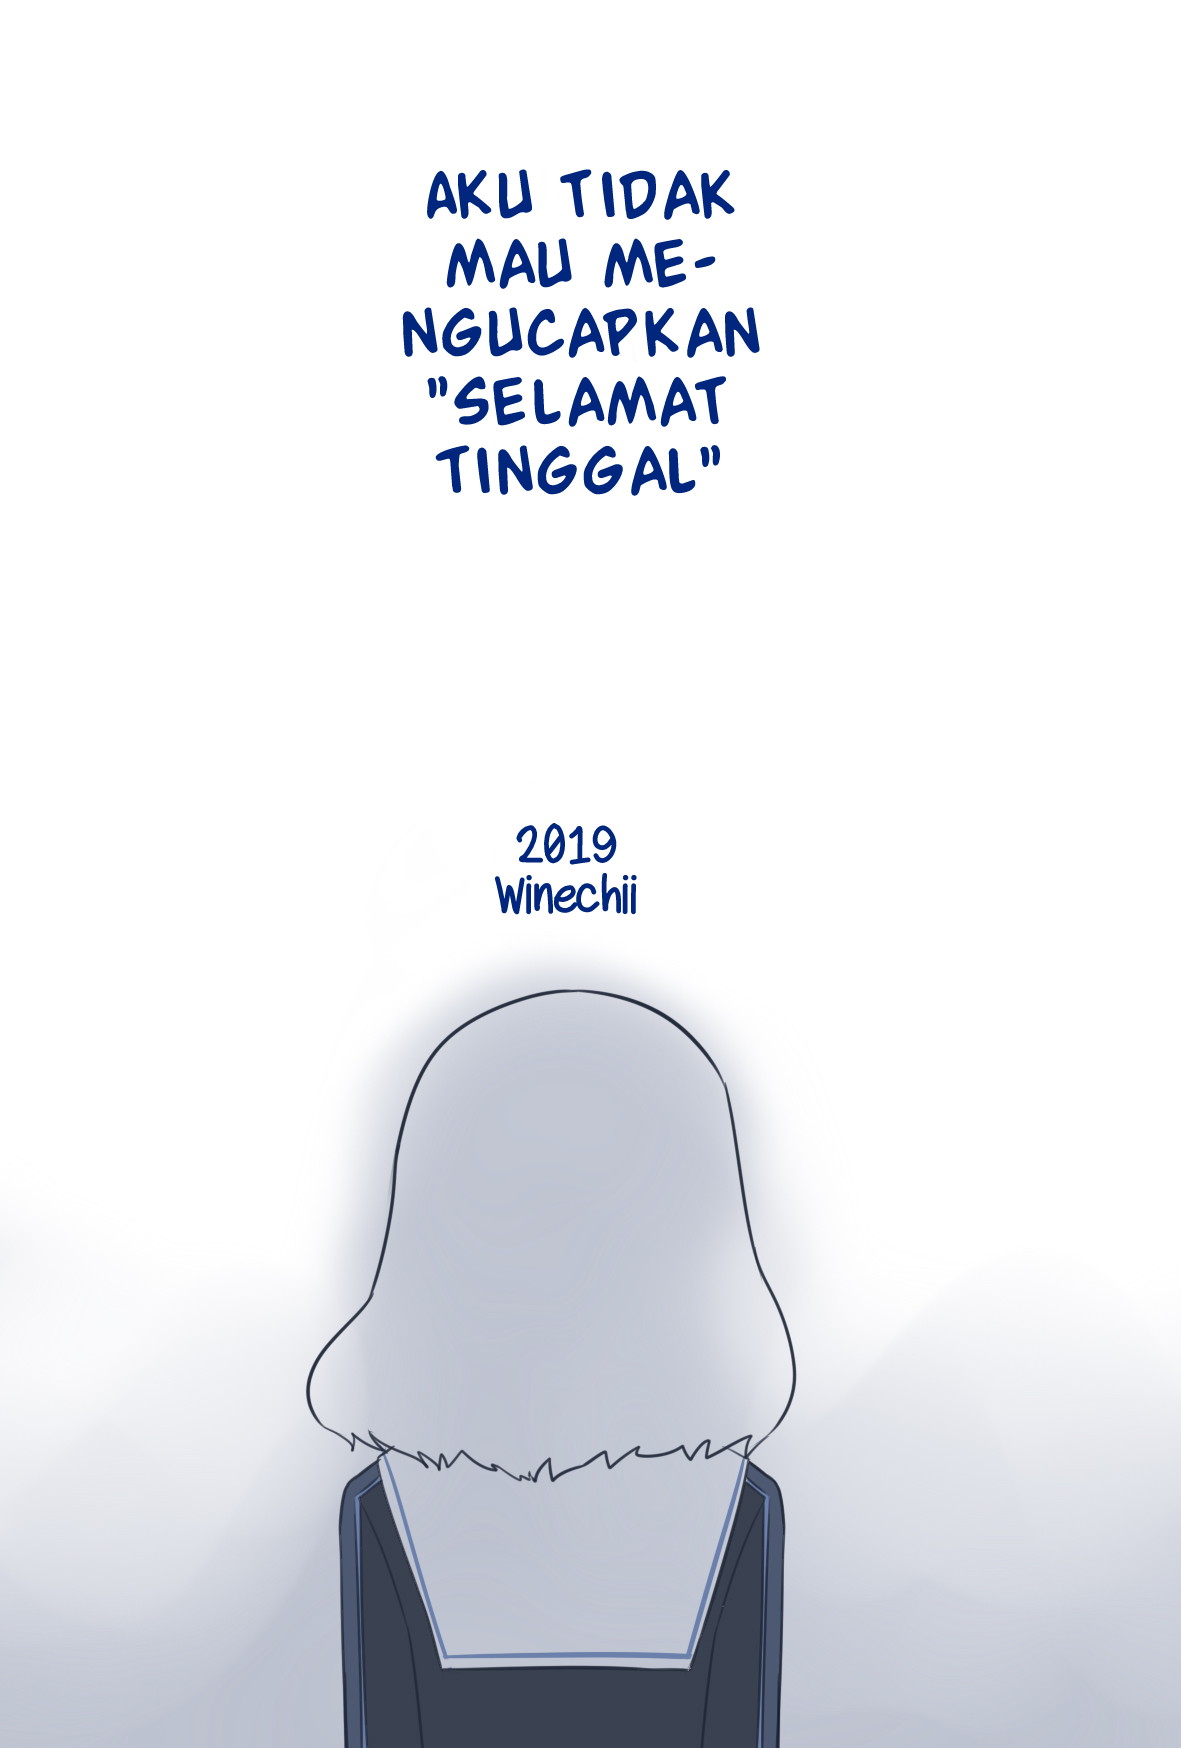 AKU TIDAK
MAU ME-
NGUCAPKAN
"SELAMAT
TINGGAL"
2019
Winechii